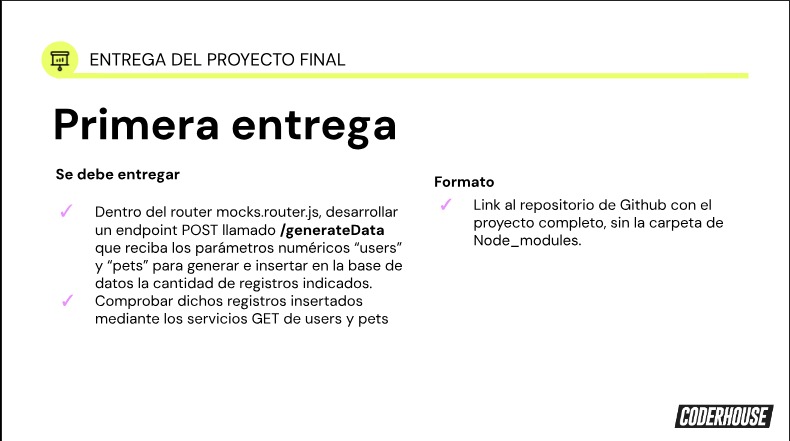 ENTREGA DEL PROYECTO FINAL
Primera entrega
Se debe entregar
✓ Dentro del router mocks.router.js, desarrollar
un endpoint POST llamado /generateData
que reciba los parámetros numéricos “users”
y “pets” para generar e insertar en la base de
datos la cantidad de registros indicados.
✓ Comprobar dichos registros insertados
mediante los servicios GET de users y pets
Formato
✓ Link al repositorio de Github con el
proyecto completo, sin la carpeta de
Node_modules.
CODERHOUSE